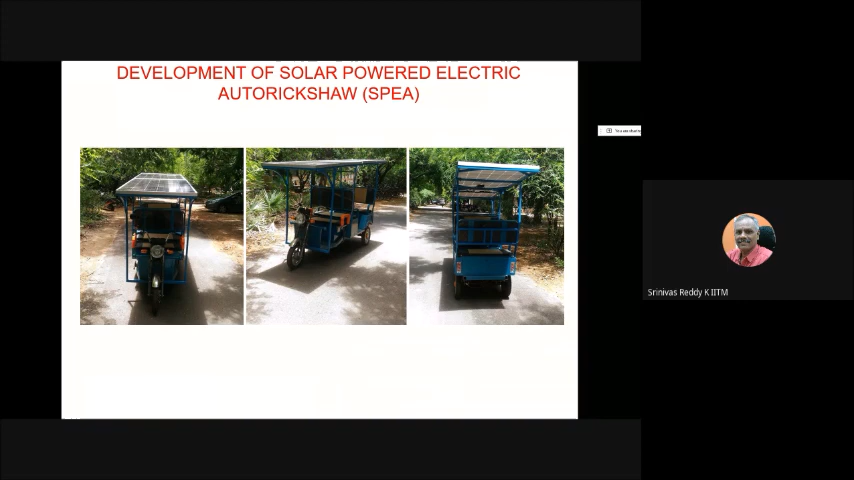 DEVELOPMENT OF SOLAR POWERED ELECTRIC
AUTORICKSHAW (SPEA)
Srinivas Reddy K IITM